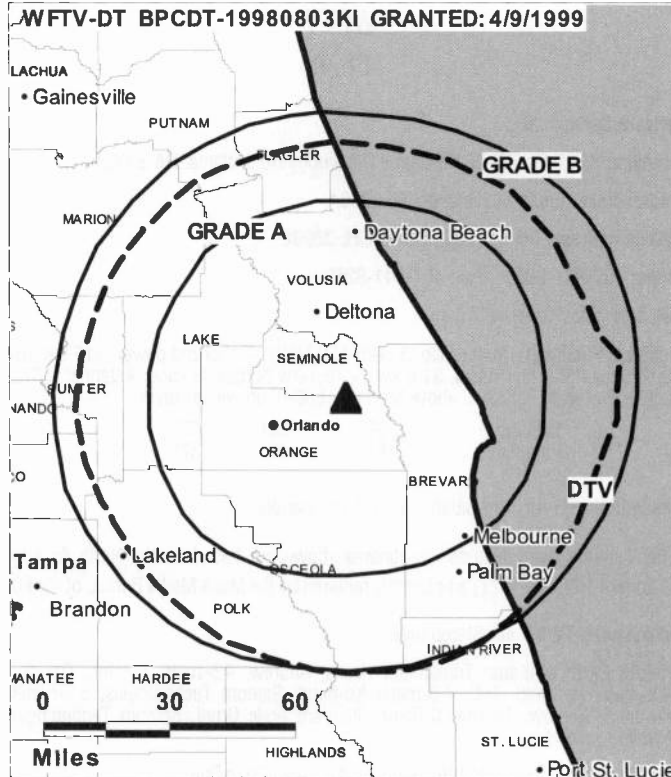 WFTV-DT BPCDT-19980803KI GRANTED: 4/9/1999
LACHUA
Gainesville
PUTNAM
FLAGLER
GRADE B
MARION
GRADE A
Daytona Beach
VOLUSIA
Deltona
LAKE
SEMINOLE
SUMTER
NANDO
Orlando
ORANGE
CO
BREVAR
DTV
Melbourne
Tampa
Lakeland
OSCEOLA
Palm Bay
Brandon
POLK
INDIAN RIVER
MANATEE
HARDEE
0 30 60
Miles
HIGHLANDS
ST. LUCIE
Port St. Lucie